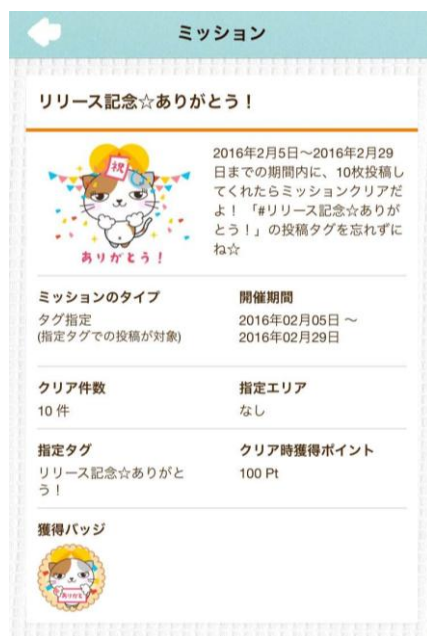 ミッション
リリース記念☆ありがとう！
祝
ありがとう！
2016年2月5日～2016年2月29
日までの期間内に、10枚投稿し
てくれたらミッションクリアだ
よ！ 「#リリース記念☆ありが
とう！」の投稿タグを忘れずに
ね☆
ミッションのタイプ
タグ指定
(指定タグでの投稿が対象)
開催期間
2016年02月05日 ～
2016年02月29日
クリア件数
10 件
指定エリア
なし
指定タグ
リリース記念☆ありがと
う！
クリア時獲得ポイント
100 Pt
獲得バッジ